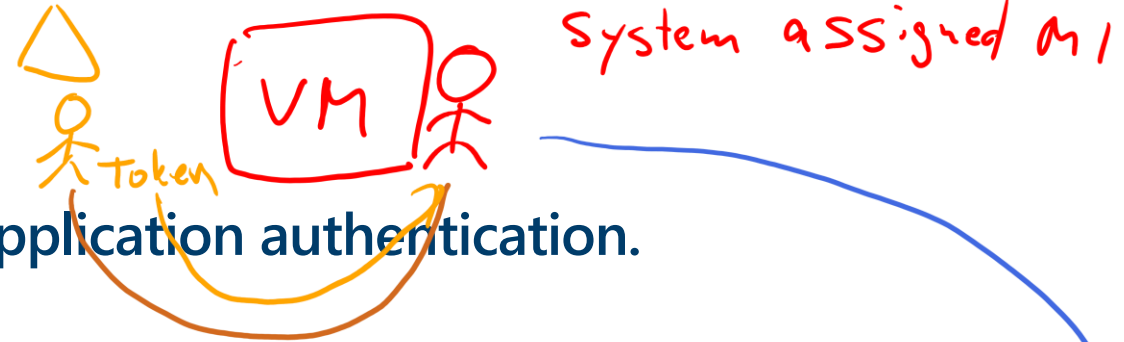 System assigned MI
VM
Token
pplication authentication.